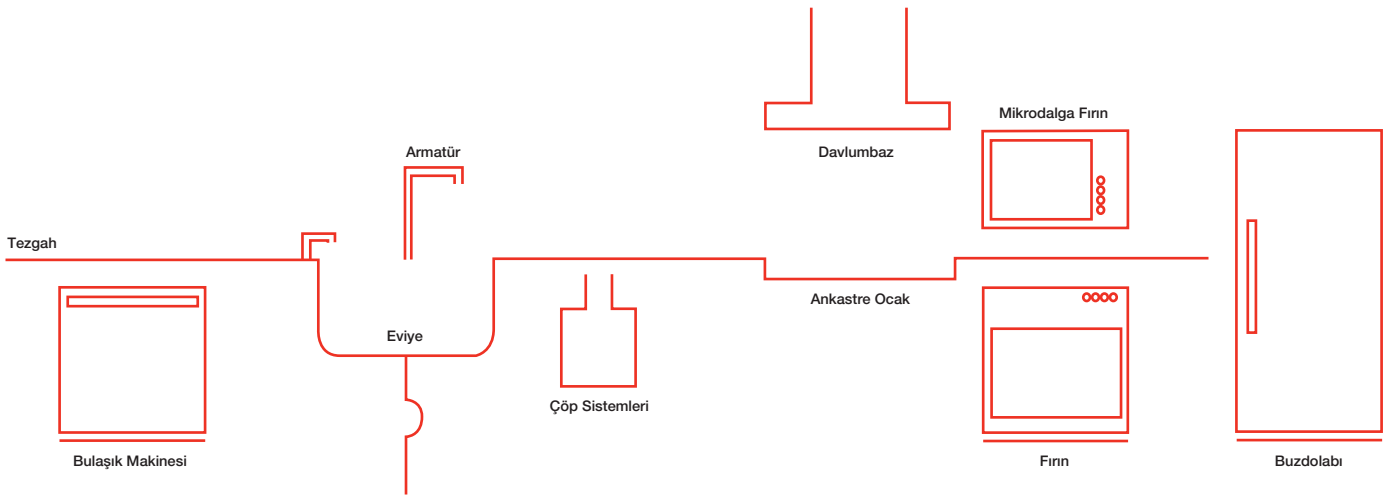 Tezgah
Bulaşık Makinesi
Armatür
Eviye
Çöp Sistemleri
Davlumbaz
Ankastre Ocak
Mikrodalga Fırın
Fırın
Buzdolabı